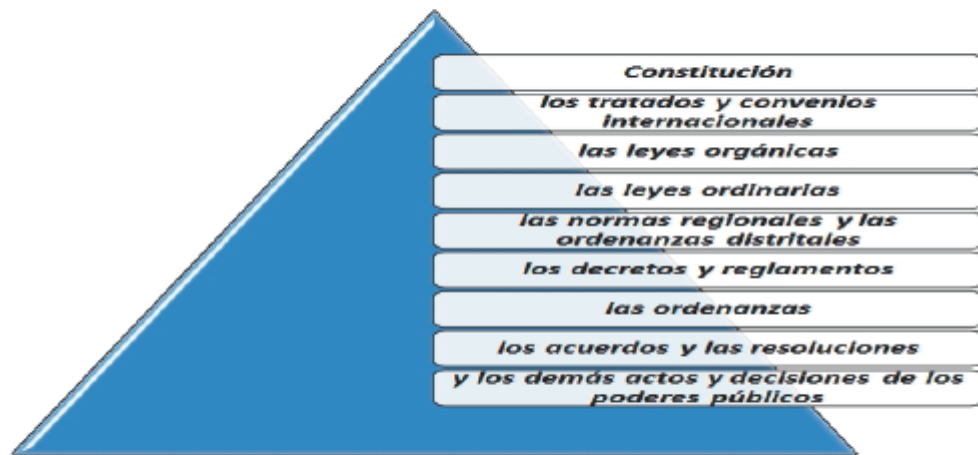 Constitución
los tratados y convenios
internacionales
las leyes orgánicas
las leyes ordinarias
las normas regionales y las
ordenanzas distritales
los decretos y reglamentos
las ordenanzas
los acuerdos y las resoluciones
y los demás actos y decisiones de los
poderes públicos